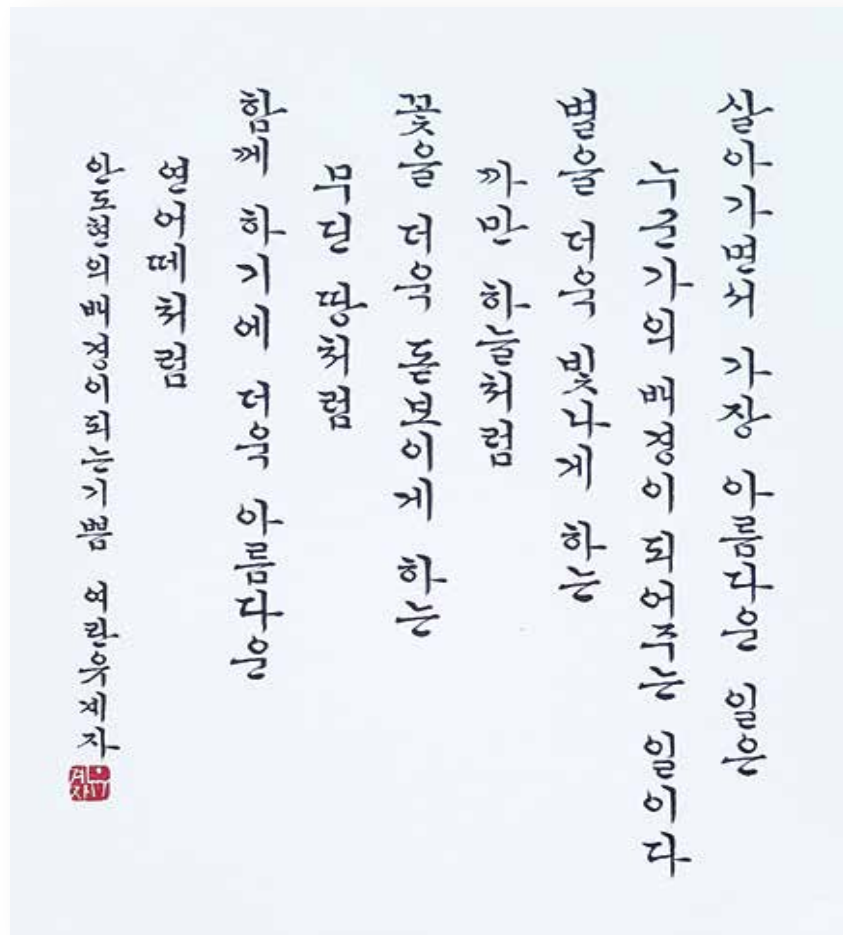 살아가면서 가장 아름다운 일은
누군가의 배경이 되어주는 일이다
별을 더욱 빛나게 하는
까만 하늘처럼
꽃을 더욱 돋보이게 하는
무딘 땅처럼
함께 하기에 더욱 아름다운
연어떼처럼
안도현의배경이되는기쁨 여란유제자